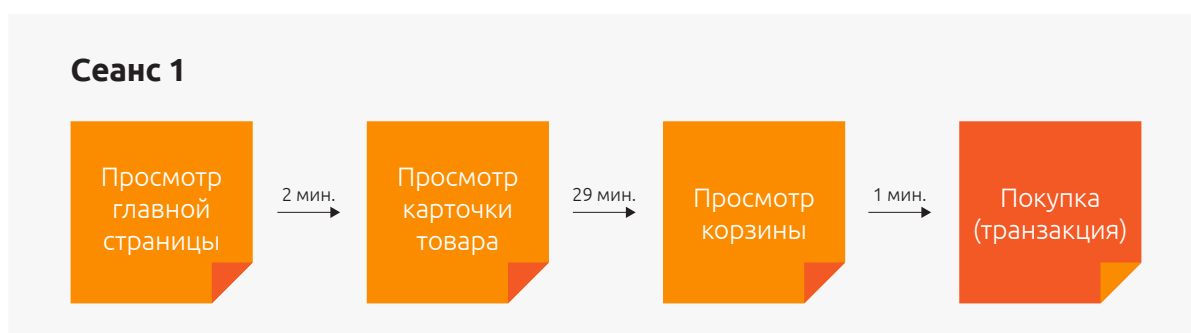 Сеанс 1
Просмотр
главной
страницы
2 мин.
Просмотр
карточки
товара
29 мин.
Просмотр
корзины
1 мин.
Покупка
(транзакция)